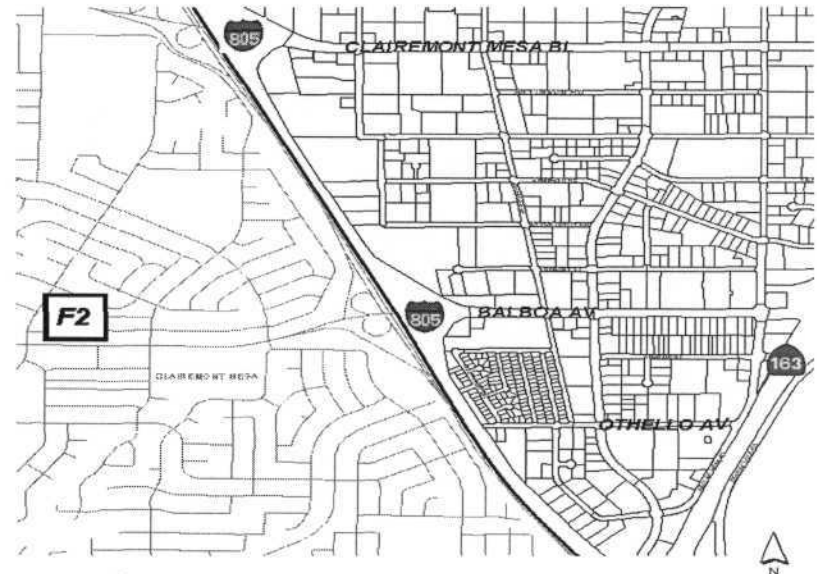 805
CLAIREMONT MESA BL
F2
805
BALBOA AV
163
CLAIREMONT MESA
OTHELLO AV
N